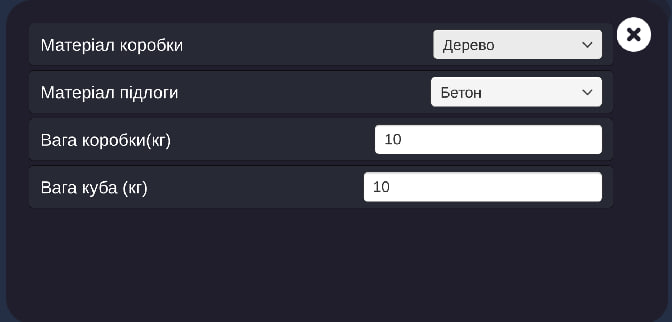 Матеріал коробки Дерево
Матеріал підлоги Бетон
Вага коробки(кг) 10
Вага куба (кг) 10